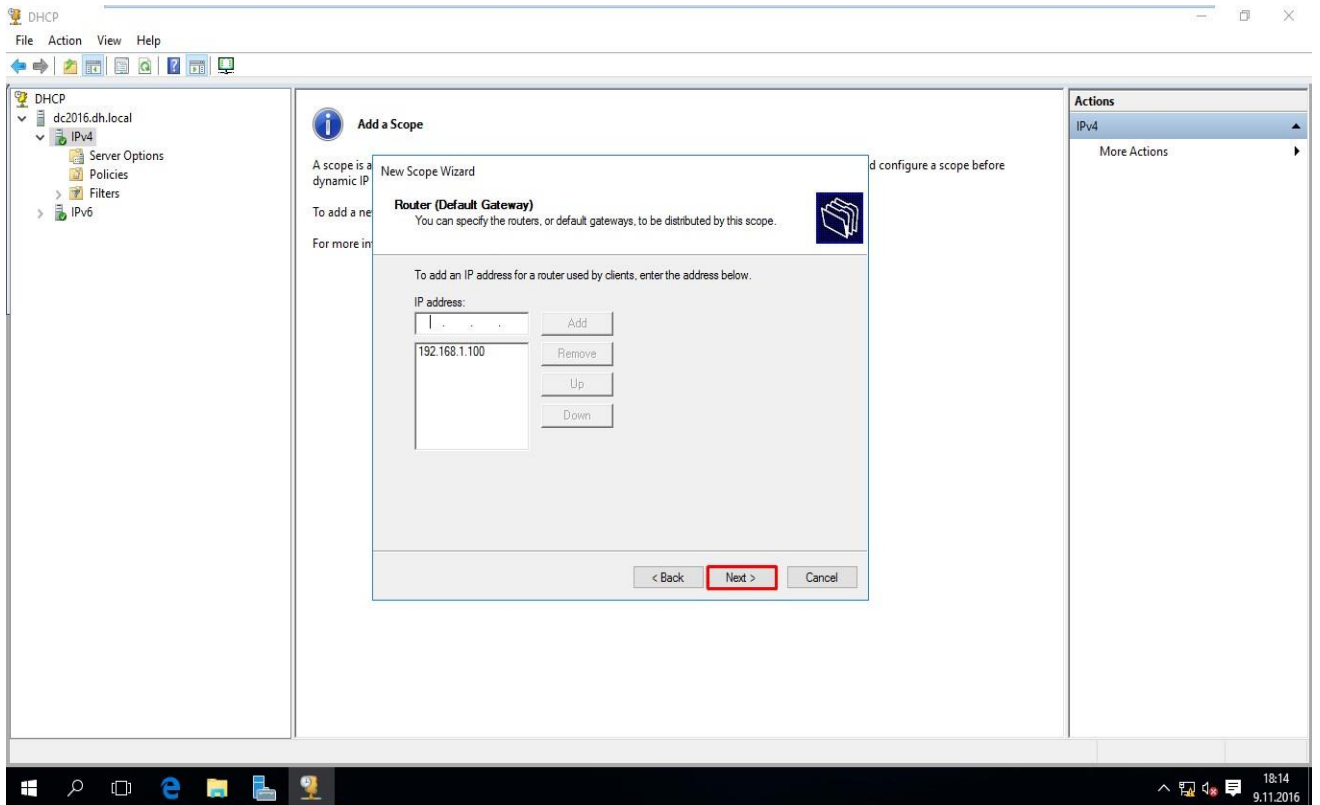 DHCP
File Action View Help
DHCP
dc2016.dh.local
IPv4
Server Options
Policies
Filters
IPv6
Add a Scope
A scope is a
d configure a scope before
dynamic IP
To add a ne
For more in
New Scope Wizard
Router (Default Gateway)
You can specify the routers, or default gateways, to be distributed by this scope.
To add an IP address for a router used by clients, enter the address below.
IP address:
. . .
Add
192.168.1.100
Remove
Up
Down
< Back Next > Cancel
Actions
IPv4
More Actions
18:14
9.11.2016